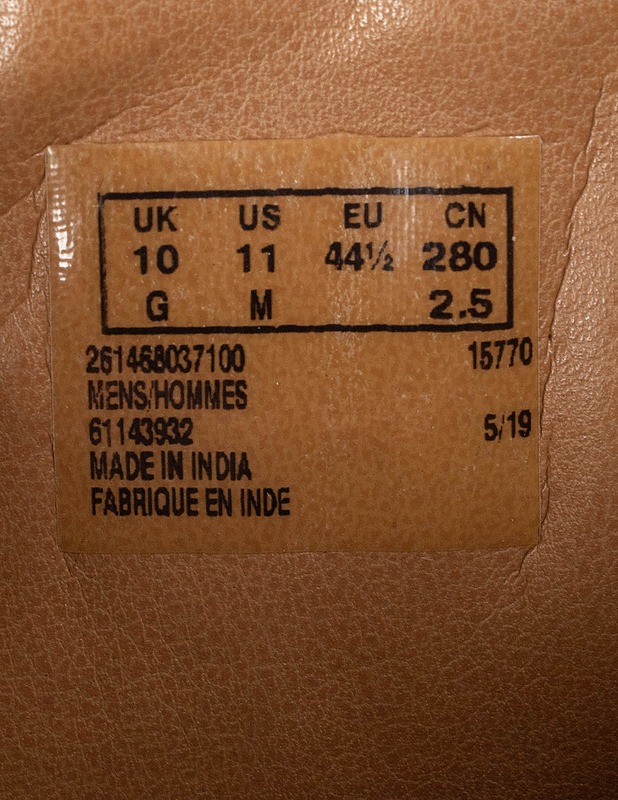 UK US EU CN
10 11 44½ 280
G M 2.5
261468037100 15770
MENS/HOMMES
61143932 5/19
MADE IN INDIA
FABRIQUE EN INDE